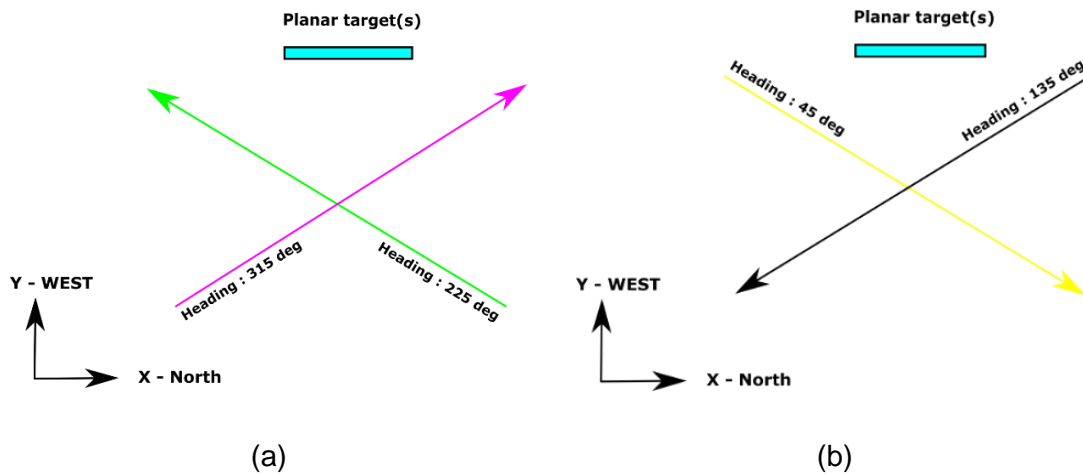 Planar target(s)
Heading : 315 deg
Heading : 225 deg
Y - WEST
X - North
(a)
Planar target(s)
Heading : 45 deg
Heading : 135 deg
Y - WEST
X - North
(b)